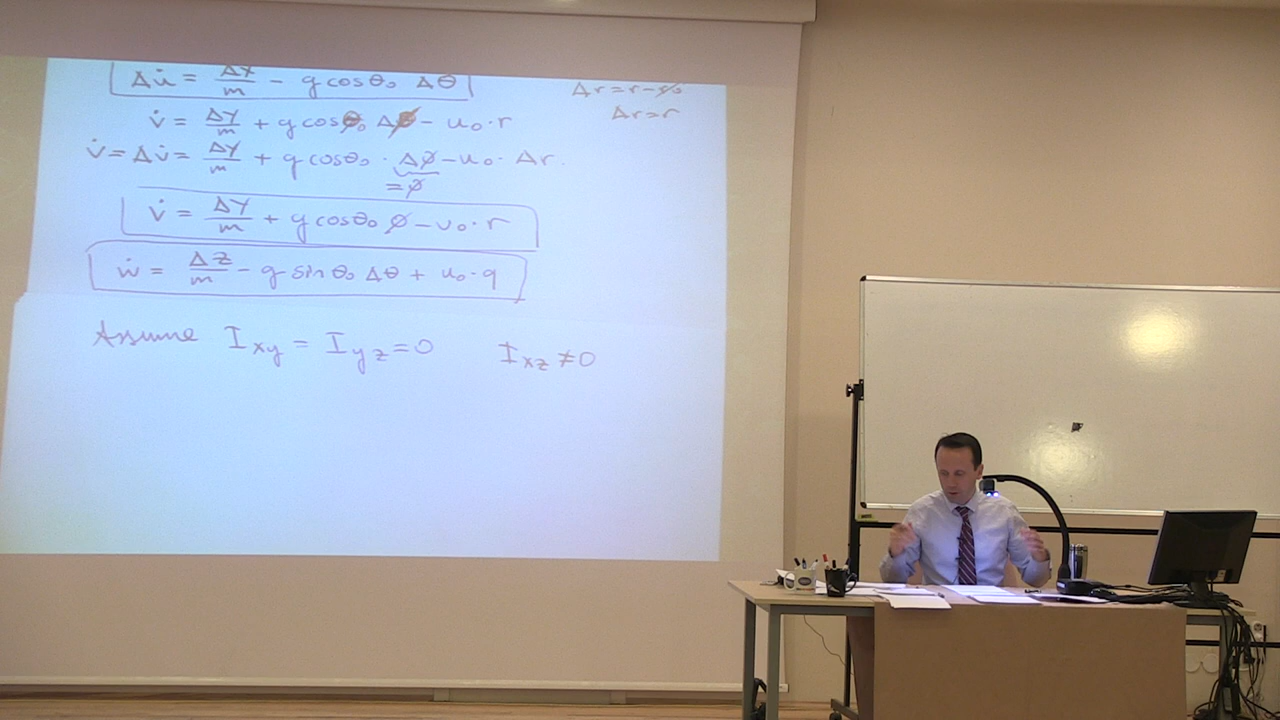 Δu̇ = ΔX/m - g cosθ₀ Δθ
Δr = r - r₀
Δr = r
v̇ = ΔY/m + g cosθ₀ Δϕ - u₀·r
v̇ = Δv̇ = ΔY/m + g cosθ₀ · Δϕ - u₀ · Δr.
= ϕ
v̇ = ΔY/m + g cosθ₀ ϕ - u₀·r
ẇ = ΔZ/m - g sinθ₀ Δθ + u₀·q
Assume I_xy = I_yz = 0 I_xz ≠ 0